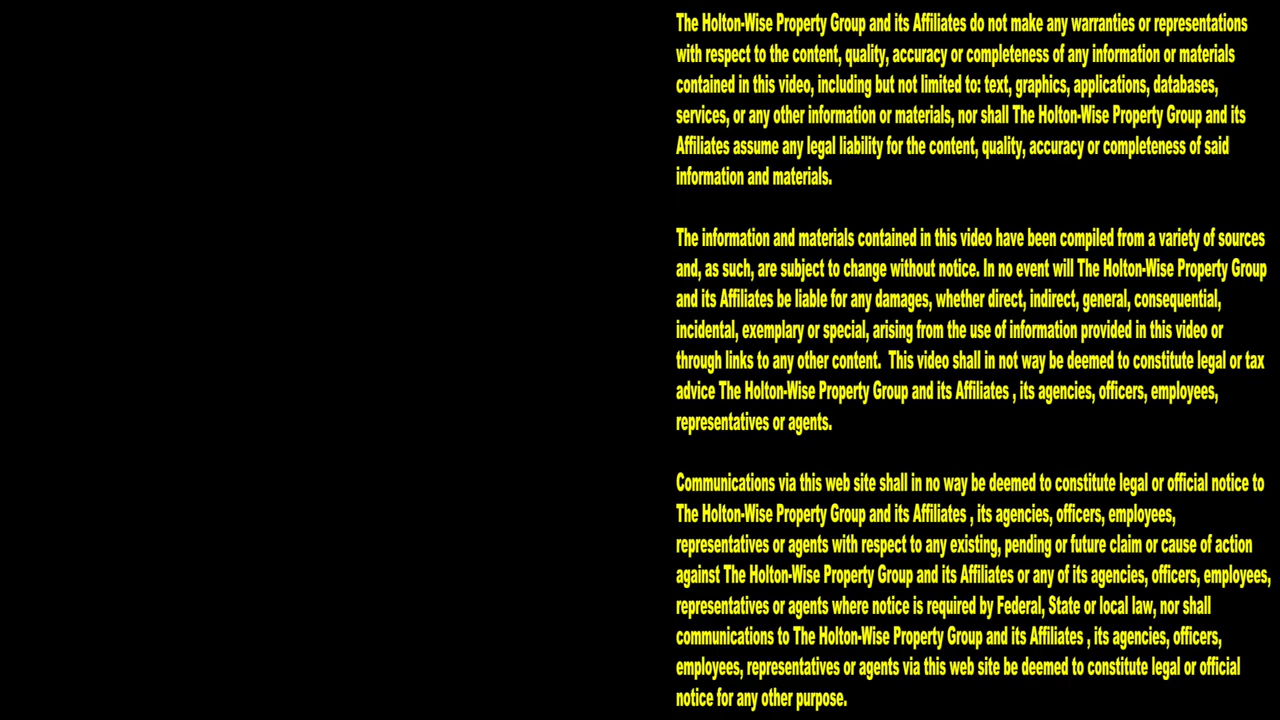 The Holton-Wise Property Group and its Affiliates do not make any warranties or representations
with respect to the content, quality, accuracy or completeness of any information or materials
contained in this video, including but not limited to: text, graphics, applications, databases,
services, or any other information or materials, nor shall The Holton-Wise Property Group and its
Affiliates assume any legal liability for the content, quality, accuracy or completeness of said
information and materials.
The information and materials contained in this video have been compiled from a variety of sources
and, as such, are subject to change without notice. In no event will The Holton-Wise Property Group
and its Affiliates be liable for any damages, whether direct, indirect, general, consequential,
incidental, exemplary or special, arising from the use of information provided in this video or
through links to any other content.  This video shall in not way be deemed to constitute legal or tax
advice The Holton-Wise Property Group and its Affiliates , its agencies, officers, employees,
representatives or agents.
Communications via this web site shall in no way be deemed to constitute legal or official notice to
The Holton-Wise Property Group and its Affiliates , its agencies, officers, employees,
representatives or agents with respect to any existing, pending or future claim or cause of action
against The Holton-Wise Property Group and its Affiliates or any of its agencies, officers, employees,
representatives or agents where notice is required by Federal, State or local law, nor shall
communications to The Holton-Wise Property Group and its Affiliates , its agencies, officers,
employees, representatives or agents via this web site be deemed to constitute legal or official
notice for any other purpose.